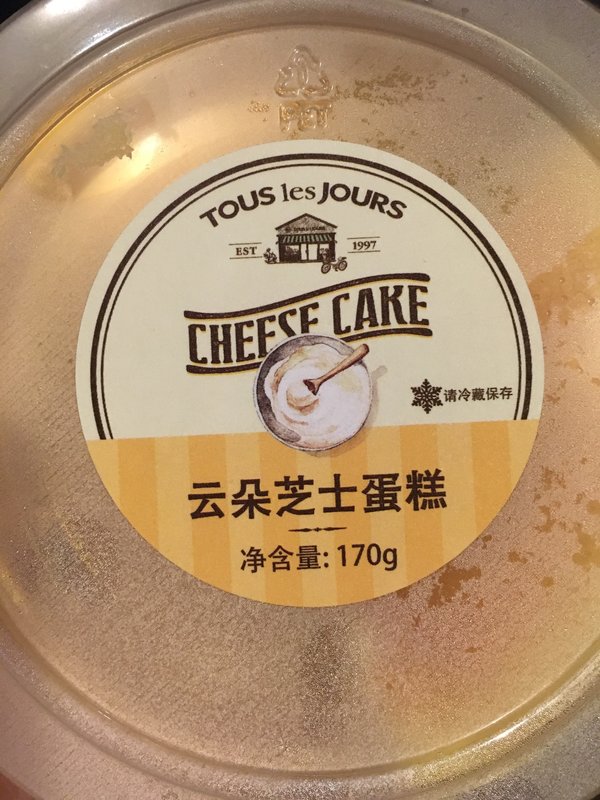 PET
TOUS les JOURS
EST 1997
CHEESE CAKE
请冷藏保存
云朵芝士蛋糕
净含量: 170g